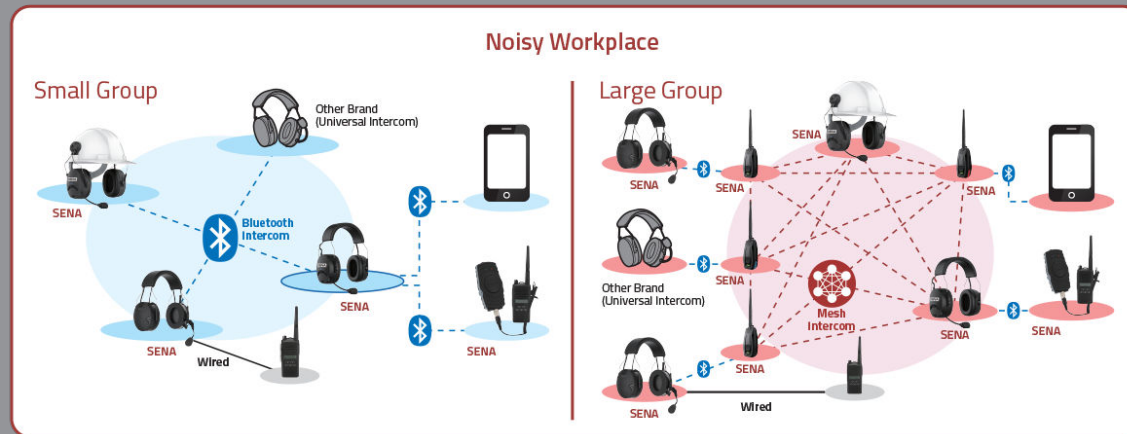 Noisy Workplace
Small Group
Other Brand
(Universal Intercom)
SENA
Bluetooth
Intercom
SENA
SENA
SENA
Wired
Large Group
SENA
SENA
SENA
SENA
SENA
Other Brand
(Universal Intercom)
SENA
Mesh
Intercom
SENA
SENA
SENA
SENA
Wired